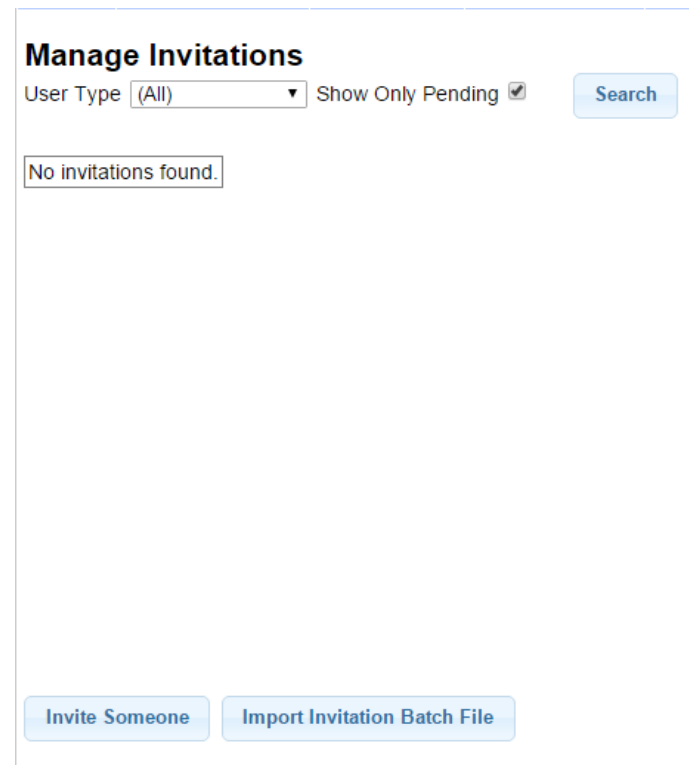 Manage Invitations
User Type (All) Show Only Pending Search
No invitations found.
Invite Someone Import Invitation Batch File